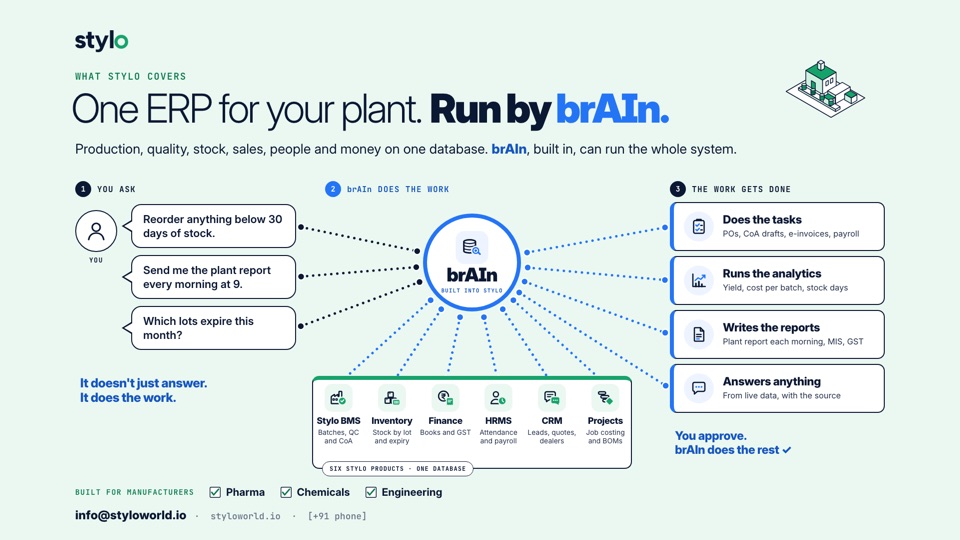 stylo
WHAT STYLO COVERS
One ERP for your plant. Run by brAIn.
Production, quality, stock, sales, people and money on one database. brAIn, built in, can run the whole system.
1 YOU ASK
Reorder anything below 30
days of stock.
YOU
Send me the plant report
every morning at 9.
Which lots expire this
month?
It doesn't just answer.
It does the work.
2 brAIn DOES THE WORK
brAIn
BUILT INTO STYLO
Stylo BMS
Batches, QC
and CoA
Inventory
Stock by lot
and expiry
Finance
Books and GST
HRMS
Attendance
and payroll
CRM
Leads, quotes,
dealers
Projects
Job costing
and BOMs
SIX STYLO PRODUCTS · ONE DATABASE
3 THE WORK GETS DONE
Does the tasks
POs, CoA drafts, e-invoices, payroll
Runs the analytics
Yield, cost per batch, stock days
Writes the reports
Plant report each morning, MIS, GST
Answers anything
From live data, with the source
You approve.
brAIn does the rest ✓
BUILT FOR MANUFACTURERS Pharma Chemicals Engineering
info@styloworld.io · styloworld.io · [+91 phone]